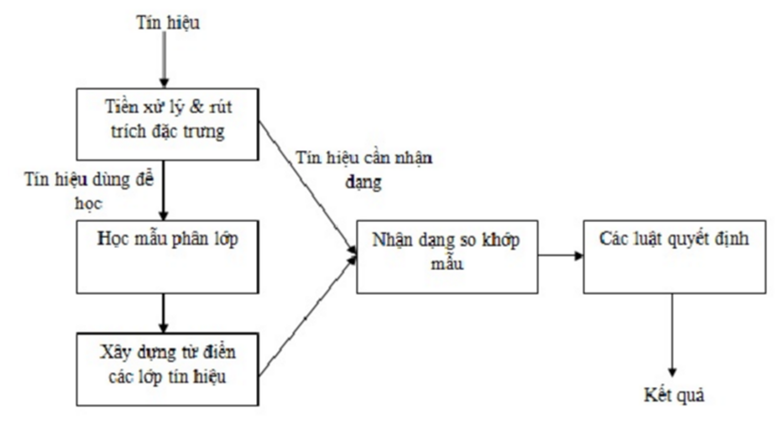 Tín hiệu
Tiền xử lý & rút
trích đặc trưng
Tín hiệu cần nhận
dạng
Tín hiệu dùng để
học
Học mẫu phân lớp
Nhận dạng so khớp
mẫu
Các luật quyết định
Xây dựng từ điển
các lớp tín hiệu
Kết quả